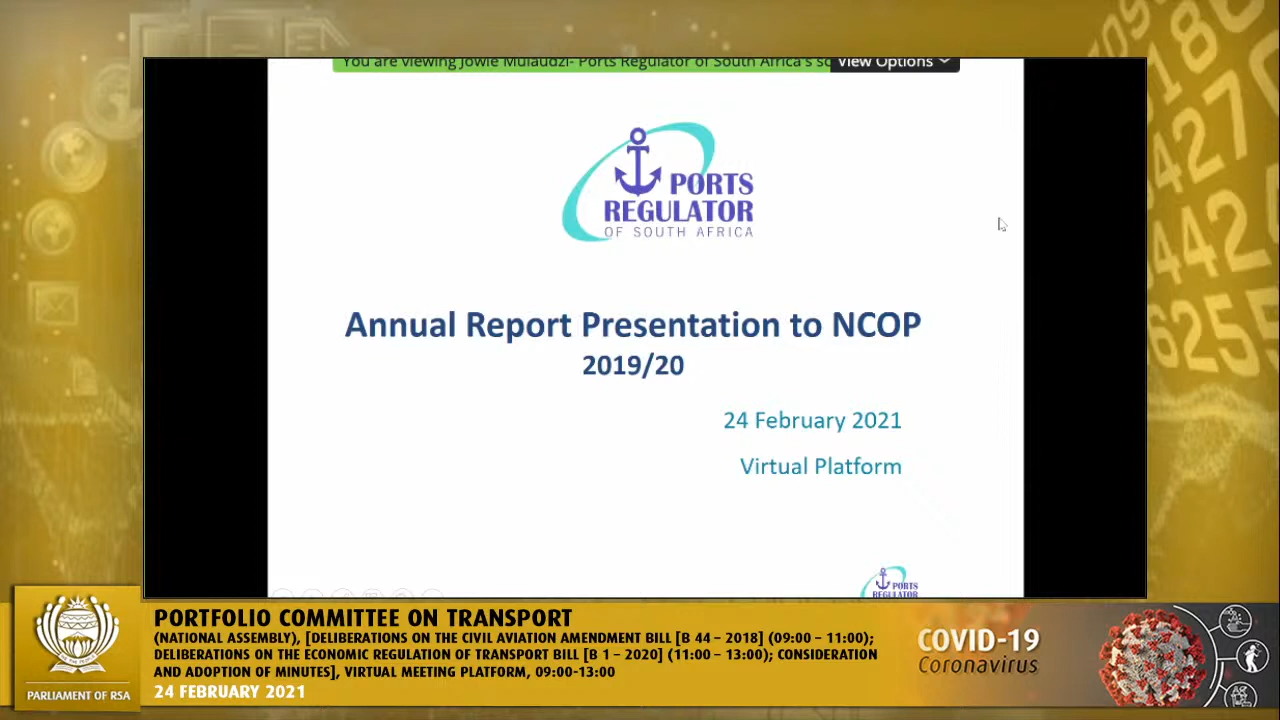 You are viewing Jowie Mulaudzi- Ports Regulator of South Africa's sc
View Options
PORTS
REGULATOR
OF SOUTH AFRICA
Annual Report Presentation to NCOP
2019/20
24 February 2021
Virtual Platform
PORTS
REGULATOR
PORTFOLIO COMMITTEE ON TRANSPORT
(NATIONAL ASSEMBLY), [DELIBERATIONS ON THE CIVIL AVIATION AMENDMENT BILL [B 44 – 2018] (09:00 – 11:00);
DELIBERATIONS ON THE ECONOMIC REGULATION OF TRANSPORT BILL [B 1 – 2020] (11:00 – 13:00); CONSIDERATION
AND ADOPTION OF MINUTES], VIRTUAL MEETING PLATFORM, 09:00-13:00
24 FEBRUARY 2021
PARLIAMENT OF RSA
COVID-19
Coronavirus